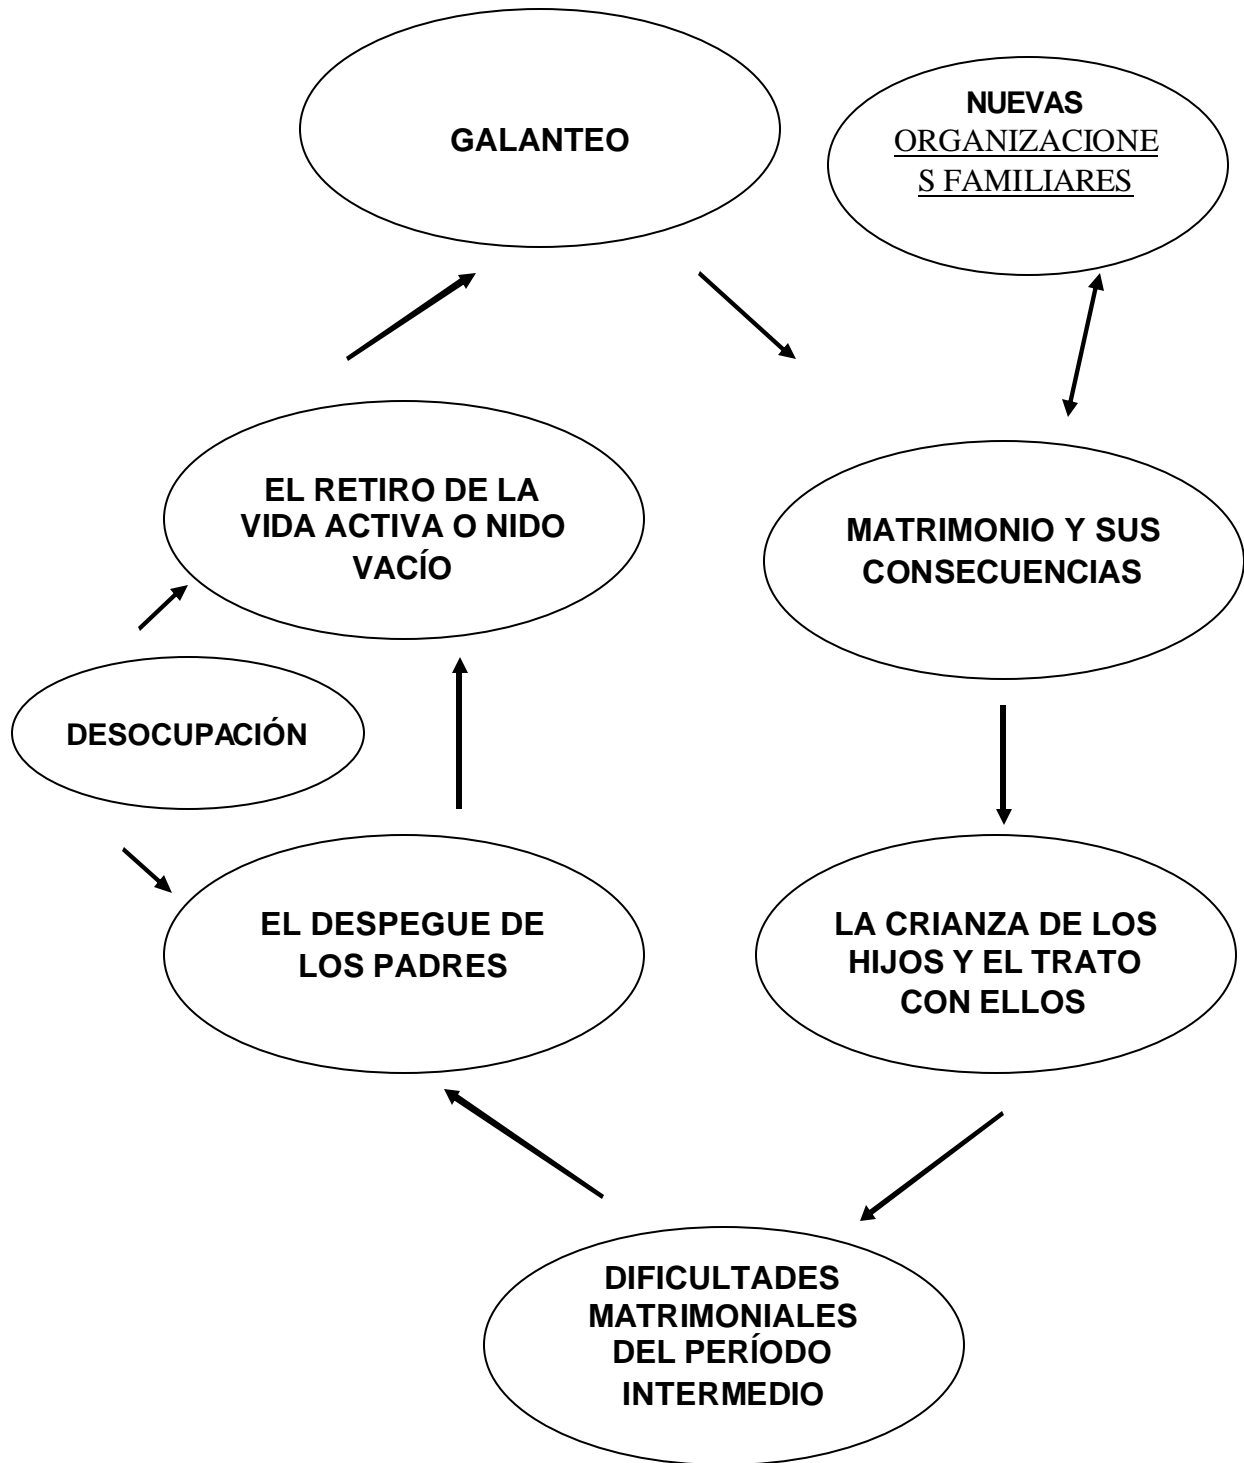 GALANTEO
NUEVAS
ORGANIZACIONE
S FAMILIARES
EL RETIRO DE LA
VIDA ACTIVA O NIDO
VACÍO
MATRIMONIO Y SUS
CONSECUENCIAS
DESOCUPACIÓN
EL DESPEGUE DE
LOS PADRES
LA CRIANZA DE LOS
HIJOS Y EL TRATO
CON ELLOS
DIFICULTADES
MATRIMONIALES
DEL PERÍODO
INTERMEDIO